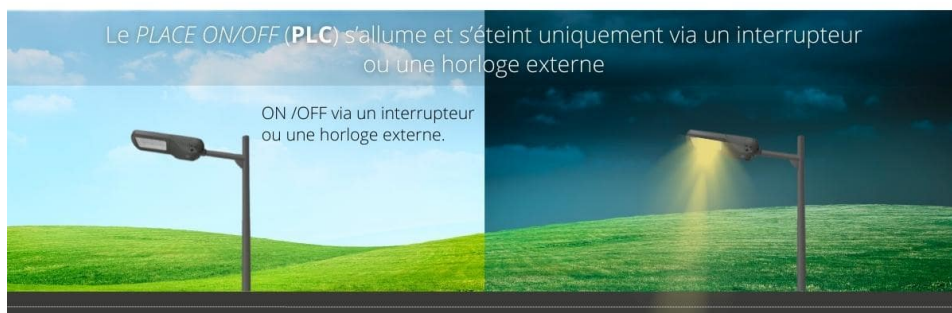 Le PLACE ON/OFF (PLC) s'allume et s'éteint uniquement via un interrupteur
ou une horloge externe
ON /OFF via un interrupteur
ou une horloge externe.